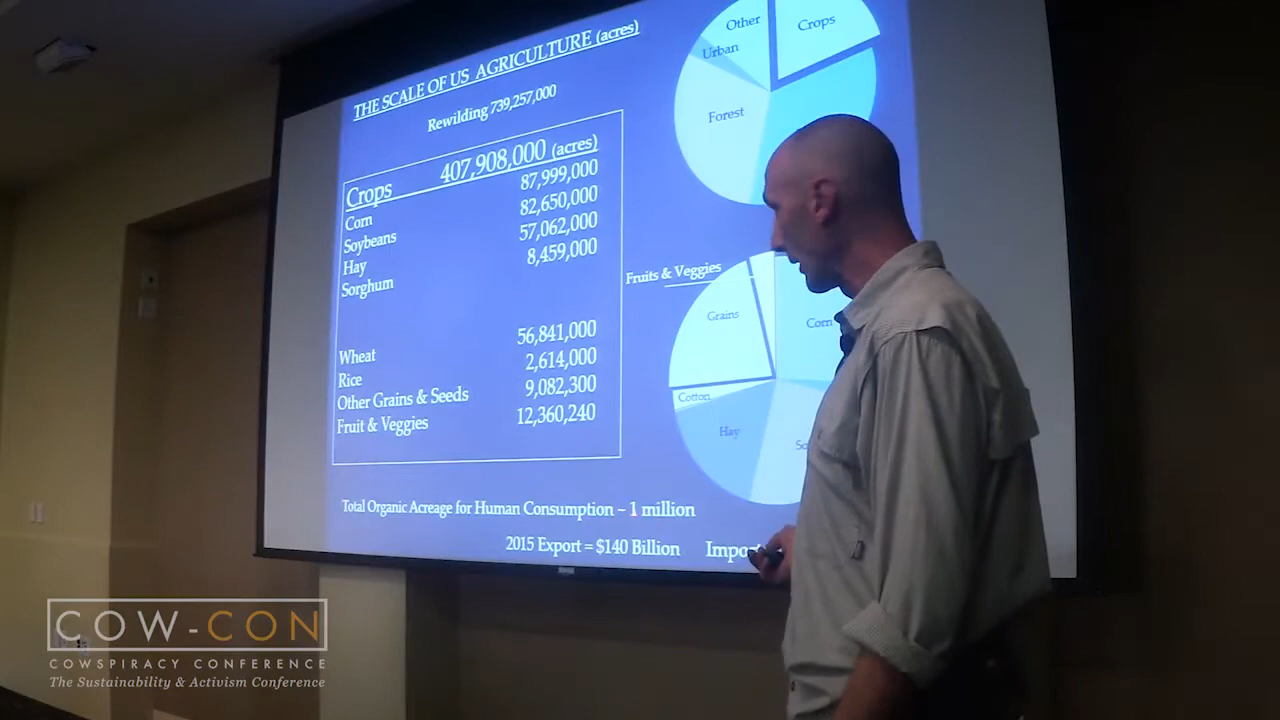 THE SCALE OF US AGRICULTURE (acres)
Rewilding 739,257,000
Crops 407,908,000 (acres)
Corn 87,999,000
Soybeans 82,650,000
Hay 57,062,000
Sorghum 8,459,000
Wheat 56,841,000
Rice 2,614,000
Other Grains & Seeds 9,082,300
Fruit & Veggies 12,360,240
Total Organic Acreage for Human Consumption ~ 1 million
2015 Export = $140 Billion
Other
Crops
Urban
Forest
Fruits & Veggies
Grains
Corn
Cotton
Hay
COW-CON
COWSPIRACY CONFERENCE
The Sustainability & Activism Conference